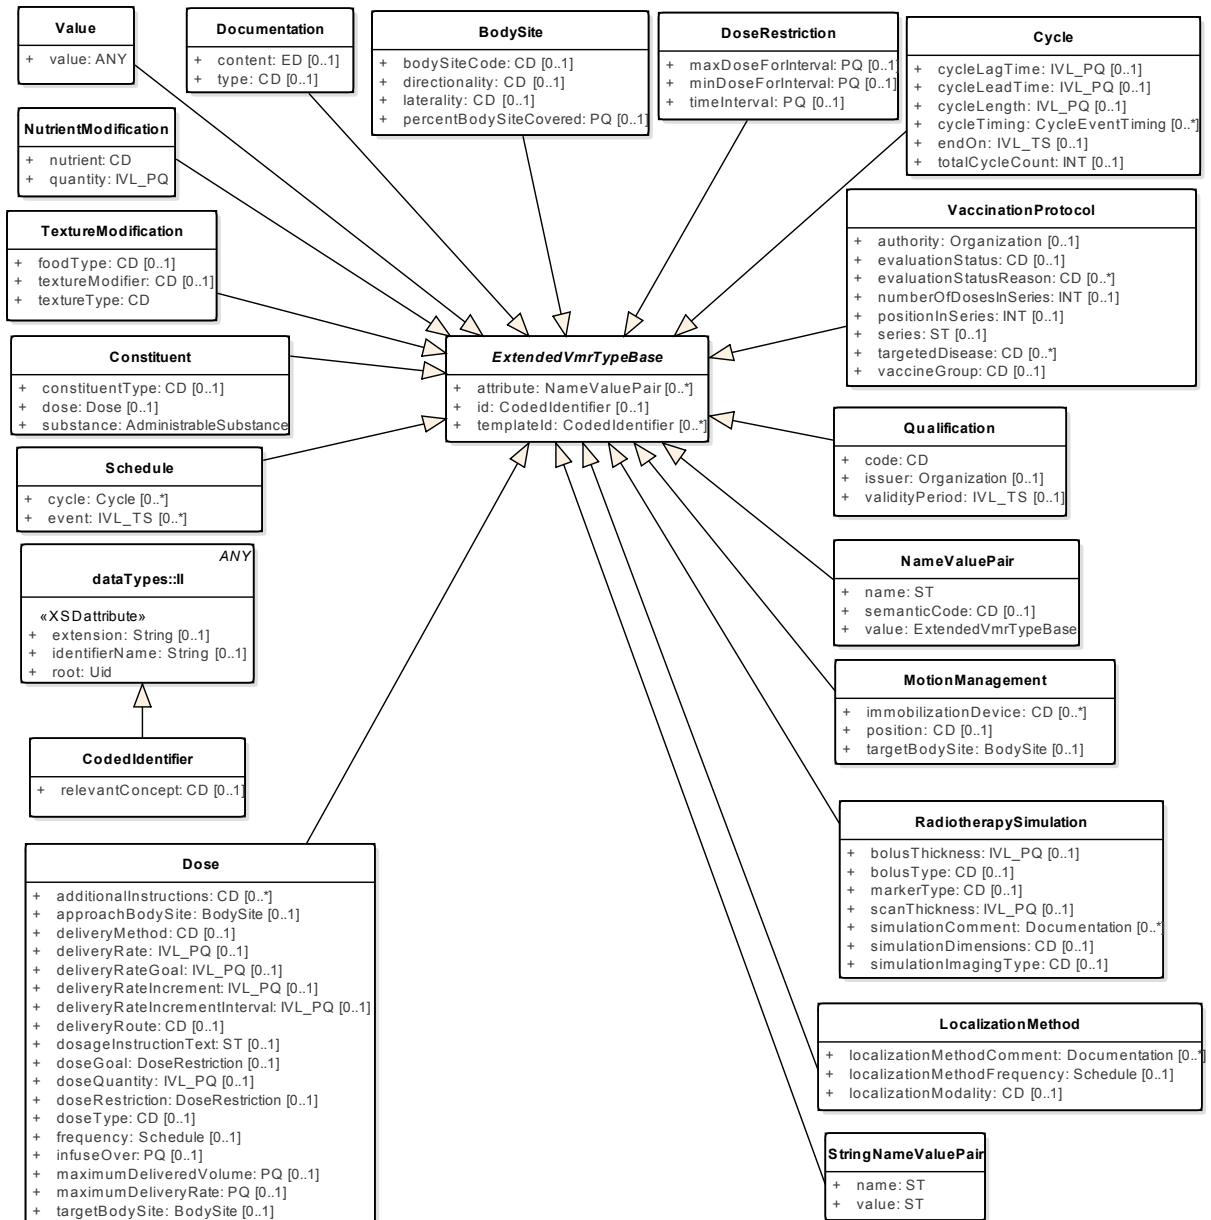 Value
+ value: ANY
Documentation
+ content: ED [0..1]
+ type: CD [0..1]
BodySite
+ bodySiteCode: CD [0..1]
+ directionality: CD [0..1]
+ laterality: CD [0..1]
+ percentBodySiteCovered: PQ [0..1]
DoseRestriction
+ maxDoseForInterval: PQ [0..1]
+ minDoseForInterval: PQ [0..1]
+ timeInterval: PQ [0..1]
Cycle
+ cycleLagTime: IVL_PQ [0..1]
+ cycleLeadTime: IVL_PQ [0..1]
+ cycleLength: IVL_PQ [0..1]
+ cycleTiming: CycleEventTiming [0..*]
+ endOn: IVL_TS [0..1]
+ totalCycleCount: INT [0..1]
NutrientModification
+ nutrient: CD
+ quantity: IVL_PQ
TextureModification
+ foodType: CD [0..1]
+ textureModifier: CD [0..1]
+ textureType: CD
VaccinationProtocol
+ authority: Organization [0..1]
+ evaluationStatus: CD [0..1]
+ evaluationStatusReason: CD [0..*]
+ numberOfDosesInSeries: INT [0..1]
+ positionInSeries: INT [0..1]
+ series: ST [0..1]
+ targetedDisease: CD [0..*]
+ vaccineGroup: CD [0..1]
Constituent
+ constituentType: CD [0..1]
+ dose: Dose [0..1]
+ substance: AdministrableSubstance
ExtendedVmrTypeBase
+ attribute: NameValuePair [0..*]
+ id: CodedIdentifier [0..1]
+ templateId: CodedIdentifier [0..*]
Schedule
+ cycle: Cycle [0..*]
+ event: IVL_TS [0..*]
Qualification
+ code: CD
+ issuer: Organization [0..1]
+ validityPeriod: IVL_TS [0..1]
ANY
dataTypes::II
«XSDattribute»
+ extension: String [0..1]
+ identifierName: String [0..1]
+ root: Uid
NameValuePair
+ name: ST
+ semanticCode: CD [0..1]
+ value: ExtendedVmrTypeBase
MotionManagement
+ immobilizationDevice: CD [0..*]
+ position: CD [0..1]
+ targetBodySite: BodySite [0..1]
CodedIdentifier
+ relevantConcept: CD [0..1]
RadiotherapySimulation
+ bolusThickness: IVL_PQ [0..1]
+ bolusType: CD [0..1]
+ markerType: CD [0..1]
+ scanThickness: IVL_PQ [0..1]
+ simulationComment: Documentation [0..*]
+ simulationDimensions: CD [0..1]
+ simulationImagingType: CD [0..1]
Dose
+ additionalInstructions: CD [0..*]
+ approachBodySite: BodySite [0..1]
+ deliveryMethod: CD [0..1]
+ deliveryRate: IVL_PQ [0..1]
+ deliveryRateGoal: IVL_PQ [0..1]
+ deliveryRateIncrement: IVL_PQ [0..1]
+ deliveryRateIncrementInterval: IVL_PQ [0..1]
+ deliveryRoute: CD [0..1]
+ dosageInstructionText: ST [0..1]
+ doseGoal: DoseRestriction [0..1]
+ doseQuantity: IVL_PQ [0..1]
+ doseRestriction: DoseRestriction [0..1]
+ doseType: CD [0..1]
+ frequency: Schedule [0..1]
+ infuseOver: PQ [0..1]
+ maximumDeliveredVolume: PQ [0..1]
+ maximumDeliveryRate: PQ [0..1]
+ targetBodySite: BodySite [0..1]
LocalizationMethod
+ localizationMethodComment: Documentation [0..*]
+ localizationMethodFrequency: Schedule [0..1]
+ localizationModality: CD [0..1]
StringNameValuePair
+ name: ST
+ value: ST